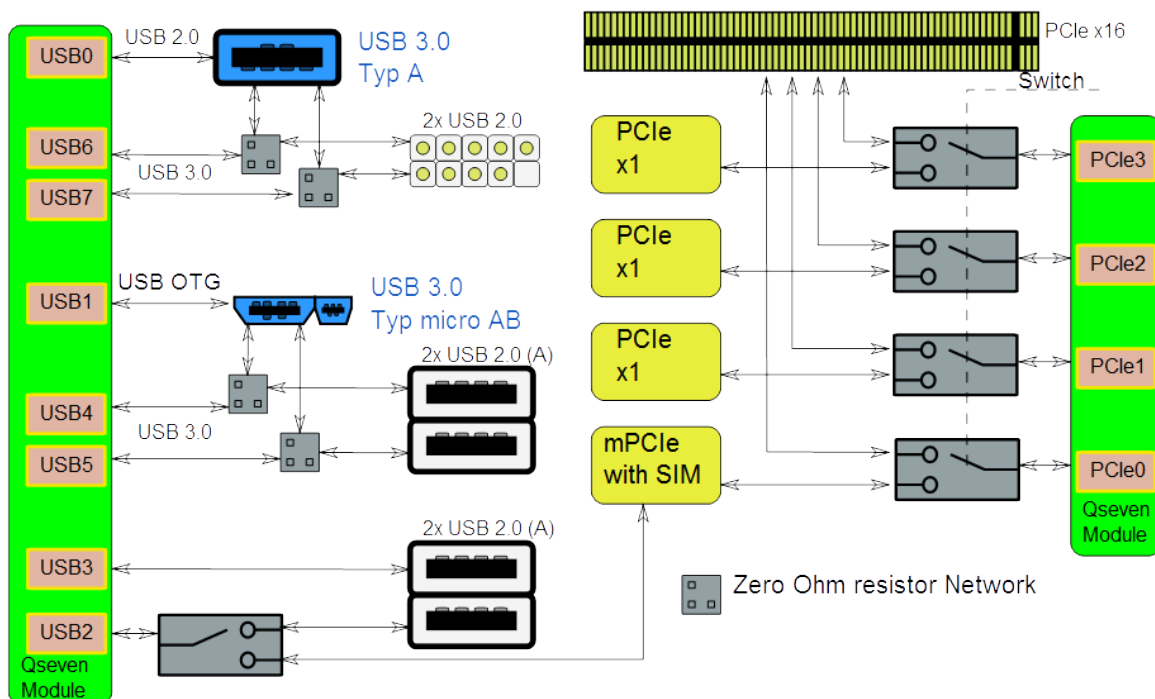 USB0
USB 2.0
USB 3.0
Typ A
USB6
2x USB 2.0
USB 3.0
USB7
USB1
USB OTG
USB 3.0
Typ micro AB
2x USB 2.0 (A)
USB4
USB 3.0
USB5
2x USB 2.0 (A)
USB3
USB2
Qseven
Module
PCIe x16
Switch
PCIe
x1
PCIe3
PCIe
x1
PCIe2
PCIe
x1
PCIe1
mPCIe
with SIM
PCIe0
Qseven
Module
Zero Ohm resistor Network